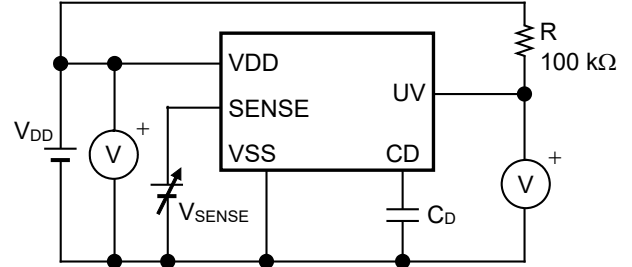 R
100 kΩ
VDD
UV
SENSE
VDD
+
V
VSS
CD
+
V
VSENSE
CD